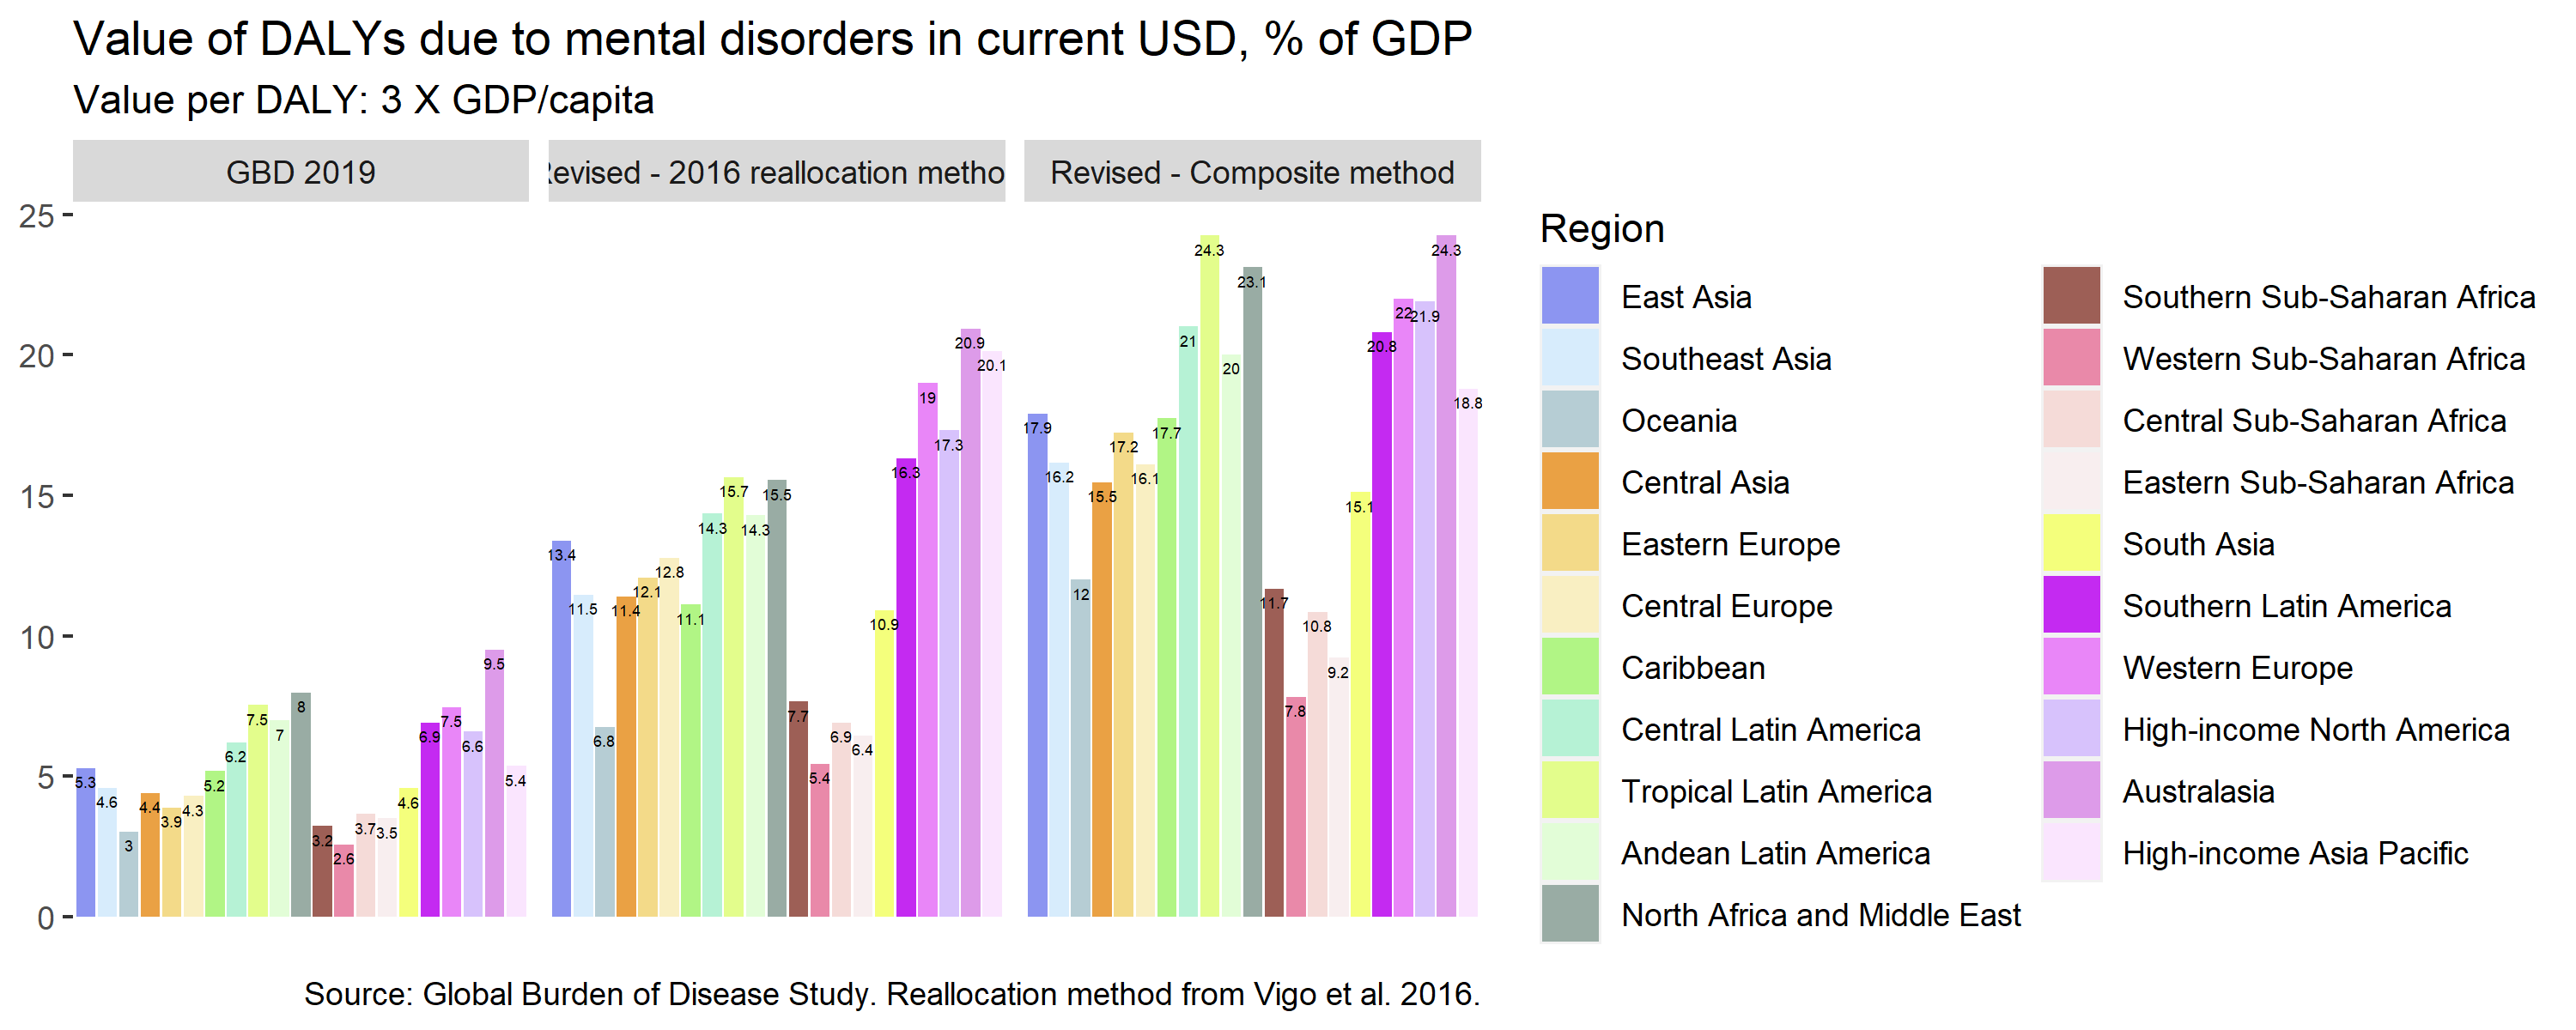 Value of DALYs due to mental disorders in current USD, % of GDP
Value per DALY: 3 X GDP/capita
GBD 2019
Revised - 2016 reallocation metho
Revised - Composite method
25
20
15
10
5
0
5.3
4.6
3
4.4
3.9
4.3
5.2
6.2
7.5
7
8
3.2
2.6
3.7
3.5
4.6
6.9
7.5
6.6
9.5
5.4
13.4
11.5
6.8
11.4
12.1
12.8
11.1
14.3
15.7
14.3
15.5
7.7
5.4
6.9
6.4
10.9
16.3
19
17.3
20.9
20.1
17.9
16.2
12
15.5
17.2
16.1
17.7
21
24.3
20
23.1
11.7
7.8
10.8
9.2
15.1
20.8
22
21.9
24.3
18.8
Region
East Asia
Southeast Asia
Oceania
Central Asia
Eastern Europe
Central Europe
Caribbean
Central Latin America
Tropical Latin America
Andean Latin America
North Africa and Middle East
Southern Sub-Saharan Africa
Western Sub-Saharan Africa
Central Sub-Saharan Africa
Eastern Sub-Saharan Africa
South Asia
Southern Latin America
Western Europe
High-income North America
Australasia
High-income Asia Pacific
Source: Global Burden of Disease Study. Reallocation method from Vigo et al. 2016.